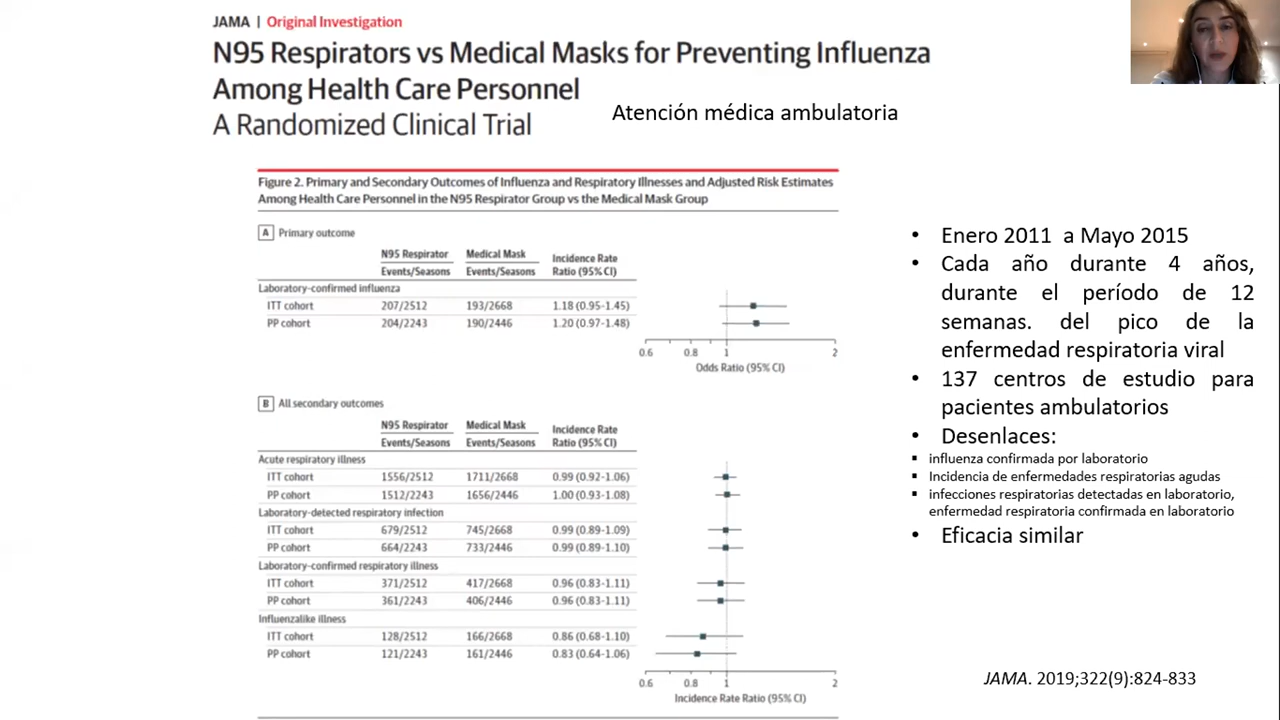 JAMA | Original Investigation
N95 Respirators vs Medical Masks for Preventing Influenza
Among Health Care Personnel
A Randomized Clinical Trial
Atención médica ambulatoria
Figure 2. Primary and Secondary Outcomes of Influenza and Respiratory Illnesses and Adjusted Risk Estimates
Among Health Care Personnel in the N95 Respirator Group vs the Medical Mask Group
A Primary outcome
N95 Respirator Medical Mask Incidence Rate
Events/Seasons Events/Seasons Ratio (95% CI)
Laboratory-confirmed influenza
ITT cohort 207/2512 193/2668 1.18 (0.95-1.45)
PP cohort 204/2243 190/2446 1.20 (0.97-1.48)
0.6 0.8 1 2
Odds Ratio (95% CI)
B All secondary outcomes
N95 Respirator Medical Mask Incidence Rate
Events/Seasons Events/Seasons Ratio (95% CI)
Acute respiratory illness
ITT cohort 1556/2512 1711/2668 0.99 (0.92-1.06)
PP cohort 1512/2243 1656/2446 1.00 (0.93-1.08)
Laboratory-detected respiratory infection
ITT cohort 679/2512 745/2668 0.99 (0.89-1.09)
PP cohort 664/2243 733/2446 0.99 (0.89-1.10)
Laboratory-confirmed respiratory illness
ITT cohort 371/2512 417/2668 0.96 (0.83-1.11)
PP cohort 361/2243 406/2446 0.96 (0.83-1.11)
Influenzalike illness
ITT cohort 128/2512 166/2668 0.86 (0.68-1.10)
PP cohort 121/2243 161/2446 0.83 (0.64-1.06)
0.6 0.8 1 2
Incidence Rate Ratio (95% CI)
• Enero 2011 a Mayo 2015
• Cada año durante 4 años,
durante el período de 12
semanas. del pico de la
enfermedad respiratoria viral
• 137 centros de estudio para
pacientes ambulatorios
• Desenlaces:
▪ influenza confirmada por laboratorio
▪ Incidencia de enfermedades respiratorias agudas
▪ infecciones respiratorias detectadas en laboratorio,
enfermedad respiratoria confirmada en laboratorio
• Eficacia similar
JAMA. 2019;322(9):824-833